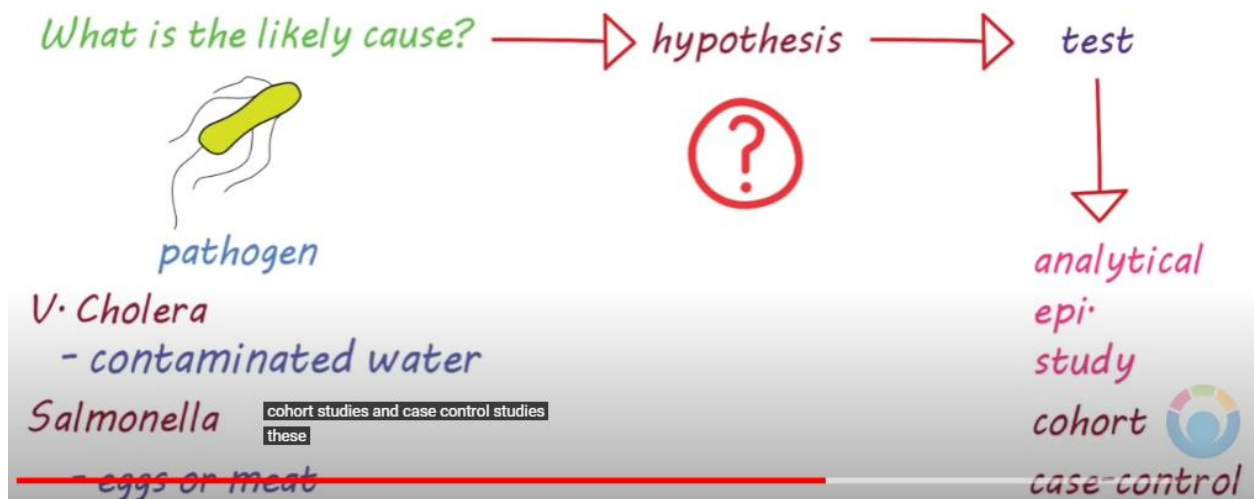 What is the likely cause?
hypothesis
test
?
pathogen
V. Cholera
- contaminated water
Salmonella
- eggs or meat
analytical
epi.
study
cohort
case-control
cohort studies and case control studies
these